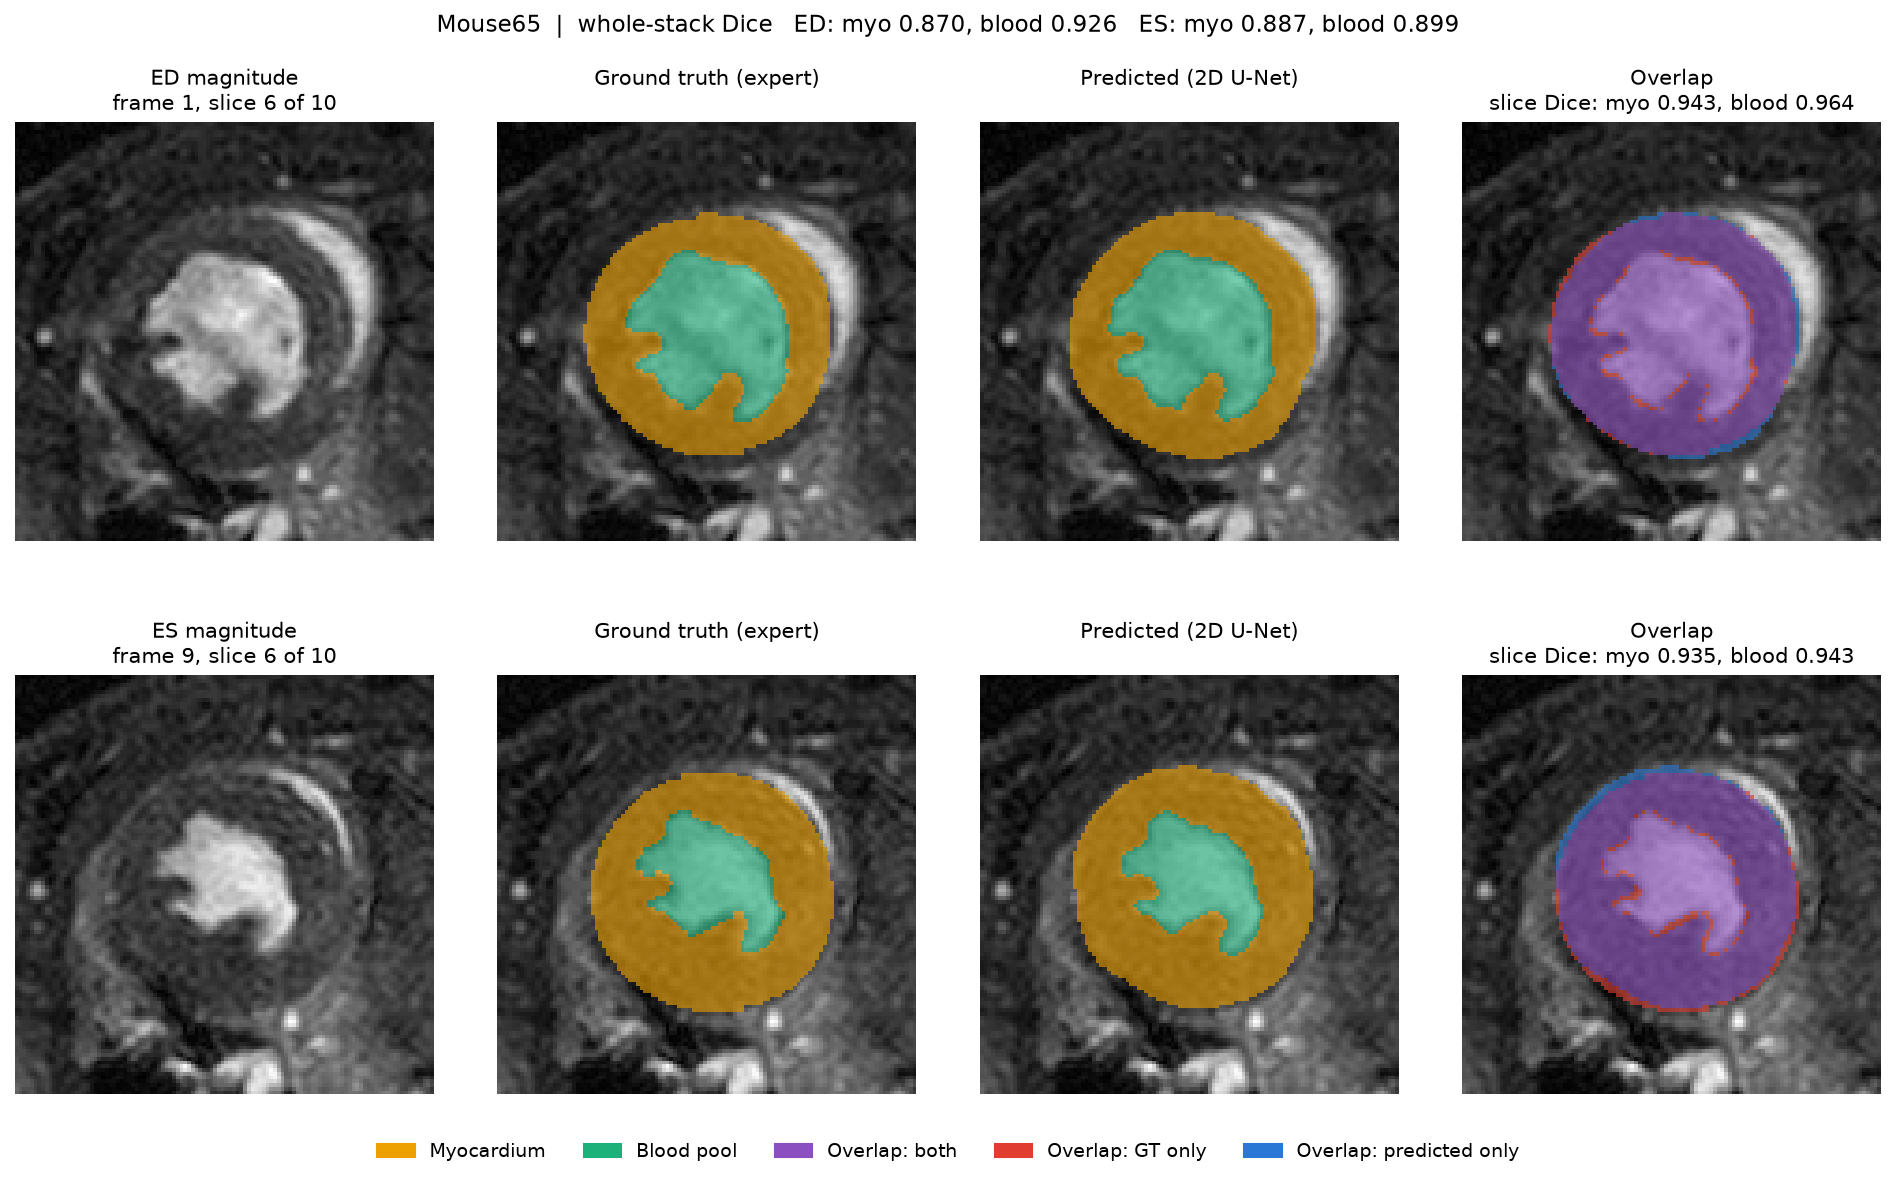 Mouse65 | whole-stack Dice ED: myo 0.870, blood 0.926 ES: myo 0.887, blood 0.899
ED magnitude
frame 1, slice 6 of 10
Ground truth (expert)
Predicted (2D U-Net)
Overlap
slice Dice: myo 0.943, blood 0.964
ES magnitude
frame 9, slice 6 of 10
Ground truth (expert)
Predicted (2D U-Net)
Overlap
slice Dice: myo 0.935, blood 0.943
Myocardium
Blood pool
Overlap: both
Overlap: GT only
Overlap: predicted only